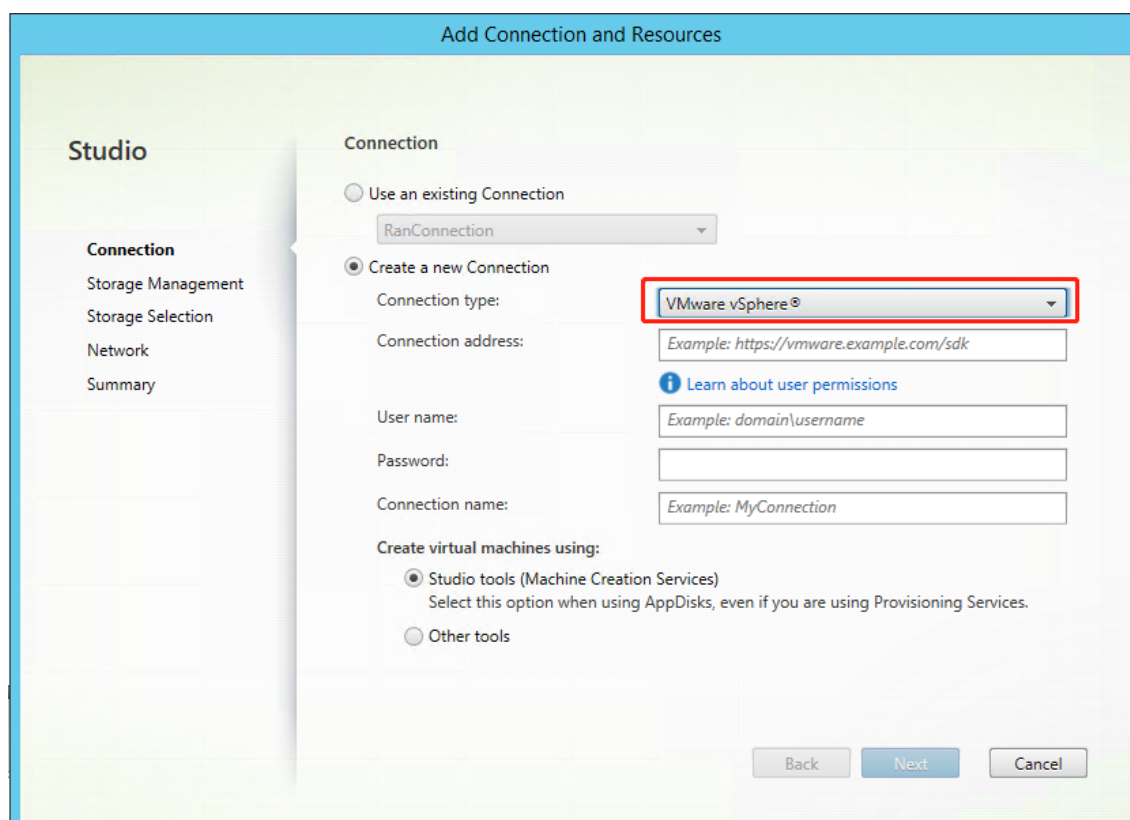 Add Connection and Resources
Studio
Connection
Storage Management
Storage Selection
Network
Summary
Connection
Use an existing Connection
RanConnection
Create a new Connection
Connection type:
VMware vSphere®
Connection address:
Example: https://vmware.example.com/sdk
Learn about user permissions
User name:
Example: domain\username
Password:
Connection name:
Example: MyConnection
Create virtual machines using:
Studio tools (Machine Creation Services)
Select this option when using AppDisks, even if you are using Provisioning Services.
Other tools
Back
Next
Cancel